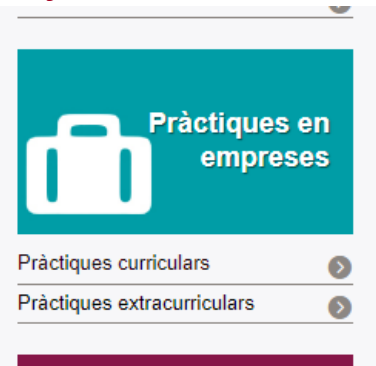 Pràctiques en
empreses
Pràctiques curriculars
Pràctiques extracurriculars